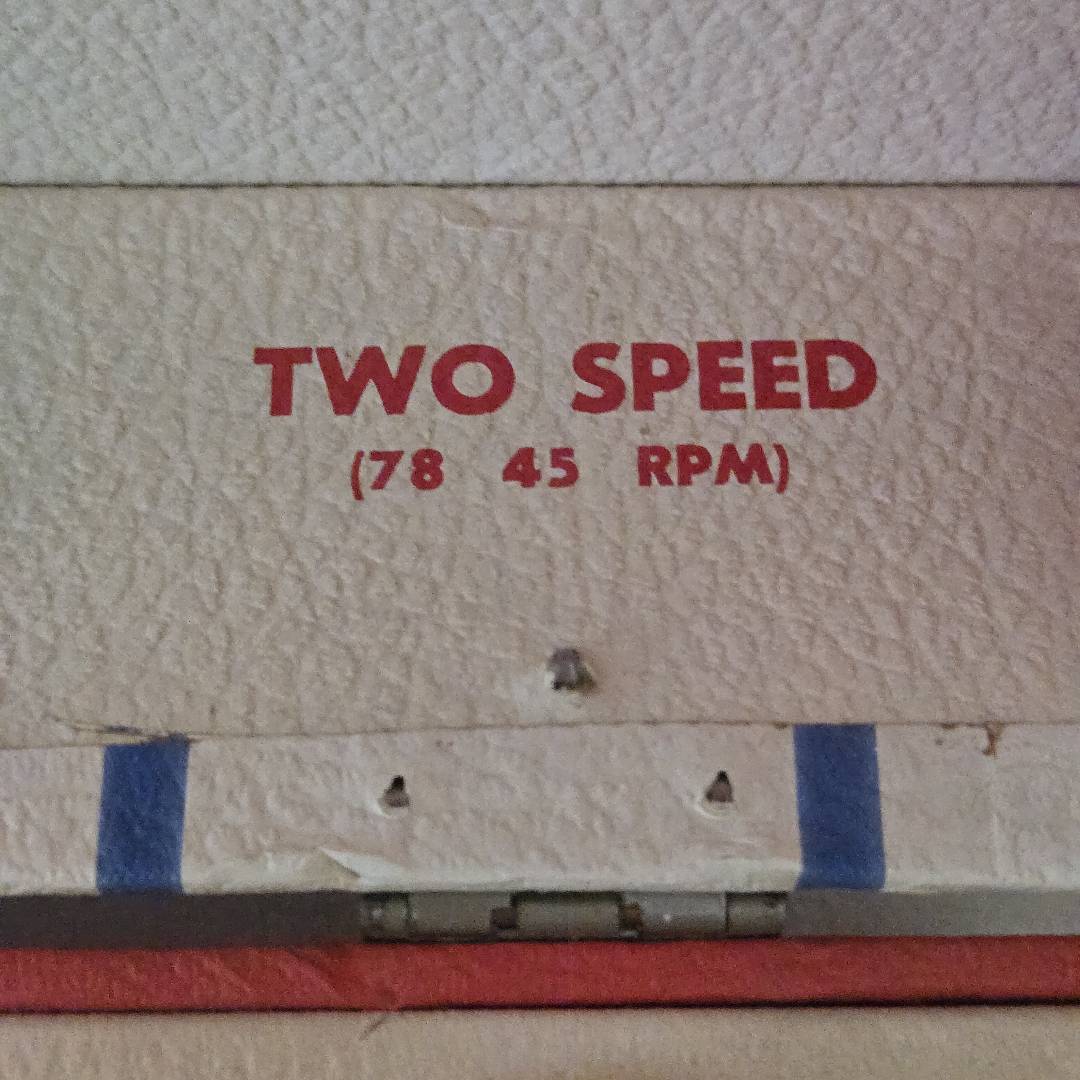 TWO SPEED
(78 45 RPM)